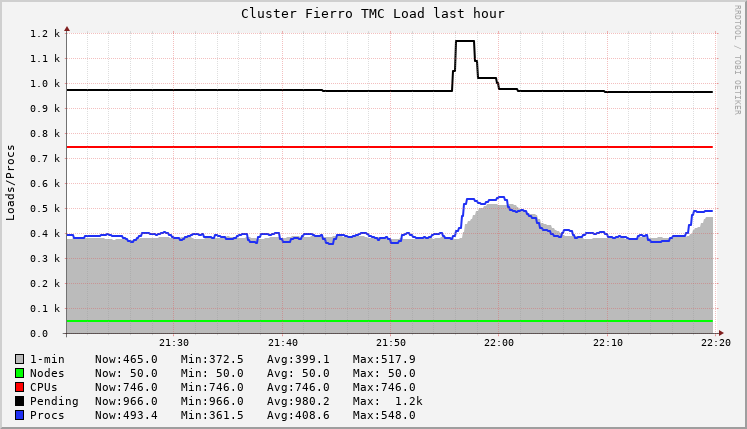 Cluster Fierro TMC Load last hour
RRDTOOL / TOBI OETIKER
Loads/Procs
1.2 k
1.1 k
1.0 k
0.9 k
0.8 k
0.7 k
0.6 k
0.5 k
0.4 k
0.3 k
0.2 k
0.1 k
0.0
21:30 21:40 21:50 22:00 22:10 22:20
1-min Now:465.0 Min:372.5 Avg:399.1 Max:517.9
Nodes Now: 50.0 Min: 50.0 Avg: 50.0 Max: 50.0
CPUs Now:746.0 Min:746.0 Avg:746.0 Max:746.0
Pending Now:966.0 Min:966.0 Avg:980.2 Max: 1.2k
Procs Now:493.4 Min:361.5 Avg:408.6 Max:548.0